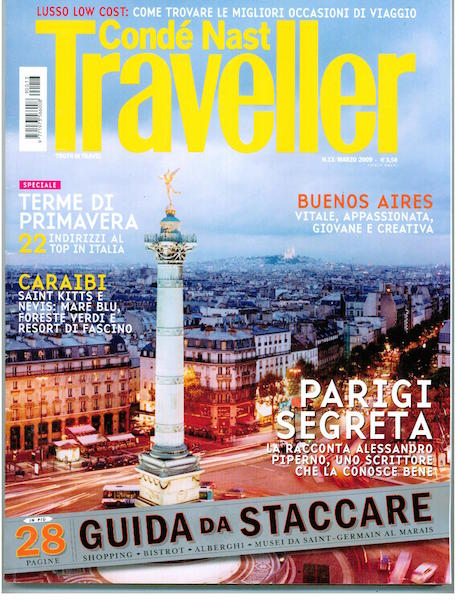 LUSSO LOW COST: COME TROVARE LE MIGLIORI OCCASIONI DI VIAGGIO
Condé Nast
Traveller
TRUTH IN TRAVEL
N.13/MARZO 2009 - € 3,50
SPECIALE
TERME DI
PRIMAVERA
22 INDIRIZZI AL
TOP IN ITALIA
BUENOS AIRES
VITALE, APPASSIONATA,
GIOVANE E CREATIVA
CARAIBI
SAINT KITTS E
NEVIS: MARE BLU,
FORESTE VERDI E
RESORT DI FASCINO
PARIGI
SEGRETA
LA RACCONTA ALESSANDRO
PIPERNO, UNO SCRITTORE
CHE LA CONOSCE BENE
IN PIÙ
28
PAGINE
GUIDA DA STACCARE
SHOPPING • BISTROT • ALBERGHI • MUSEI DA SAINT-GERMAIN AL MARAIS